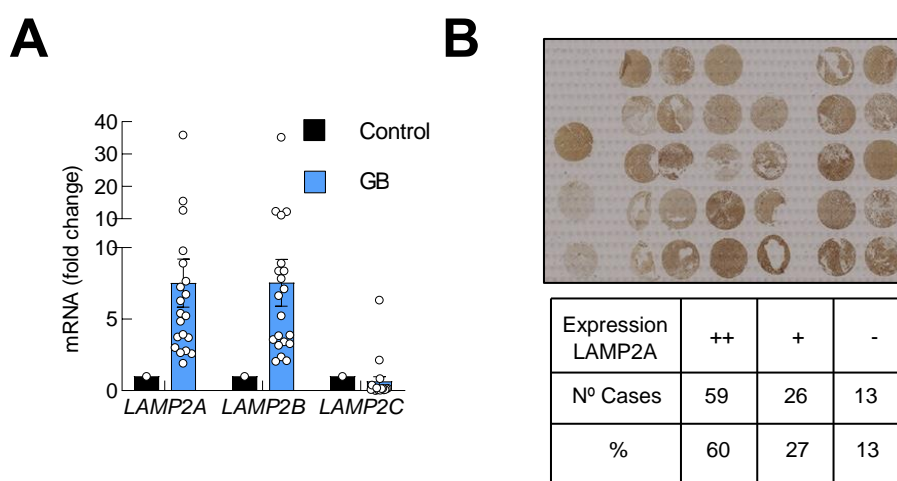 A
B
40
30
20
10
10
5
0
mRNA (fold change)
Control
GB
LAMP2A LAMP2B LAMP2C
Expression LAMP2A ++ + -
Nº Cases 59 26 13
% 60 27 13